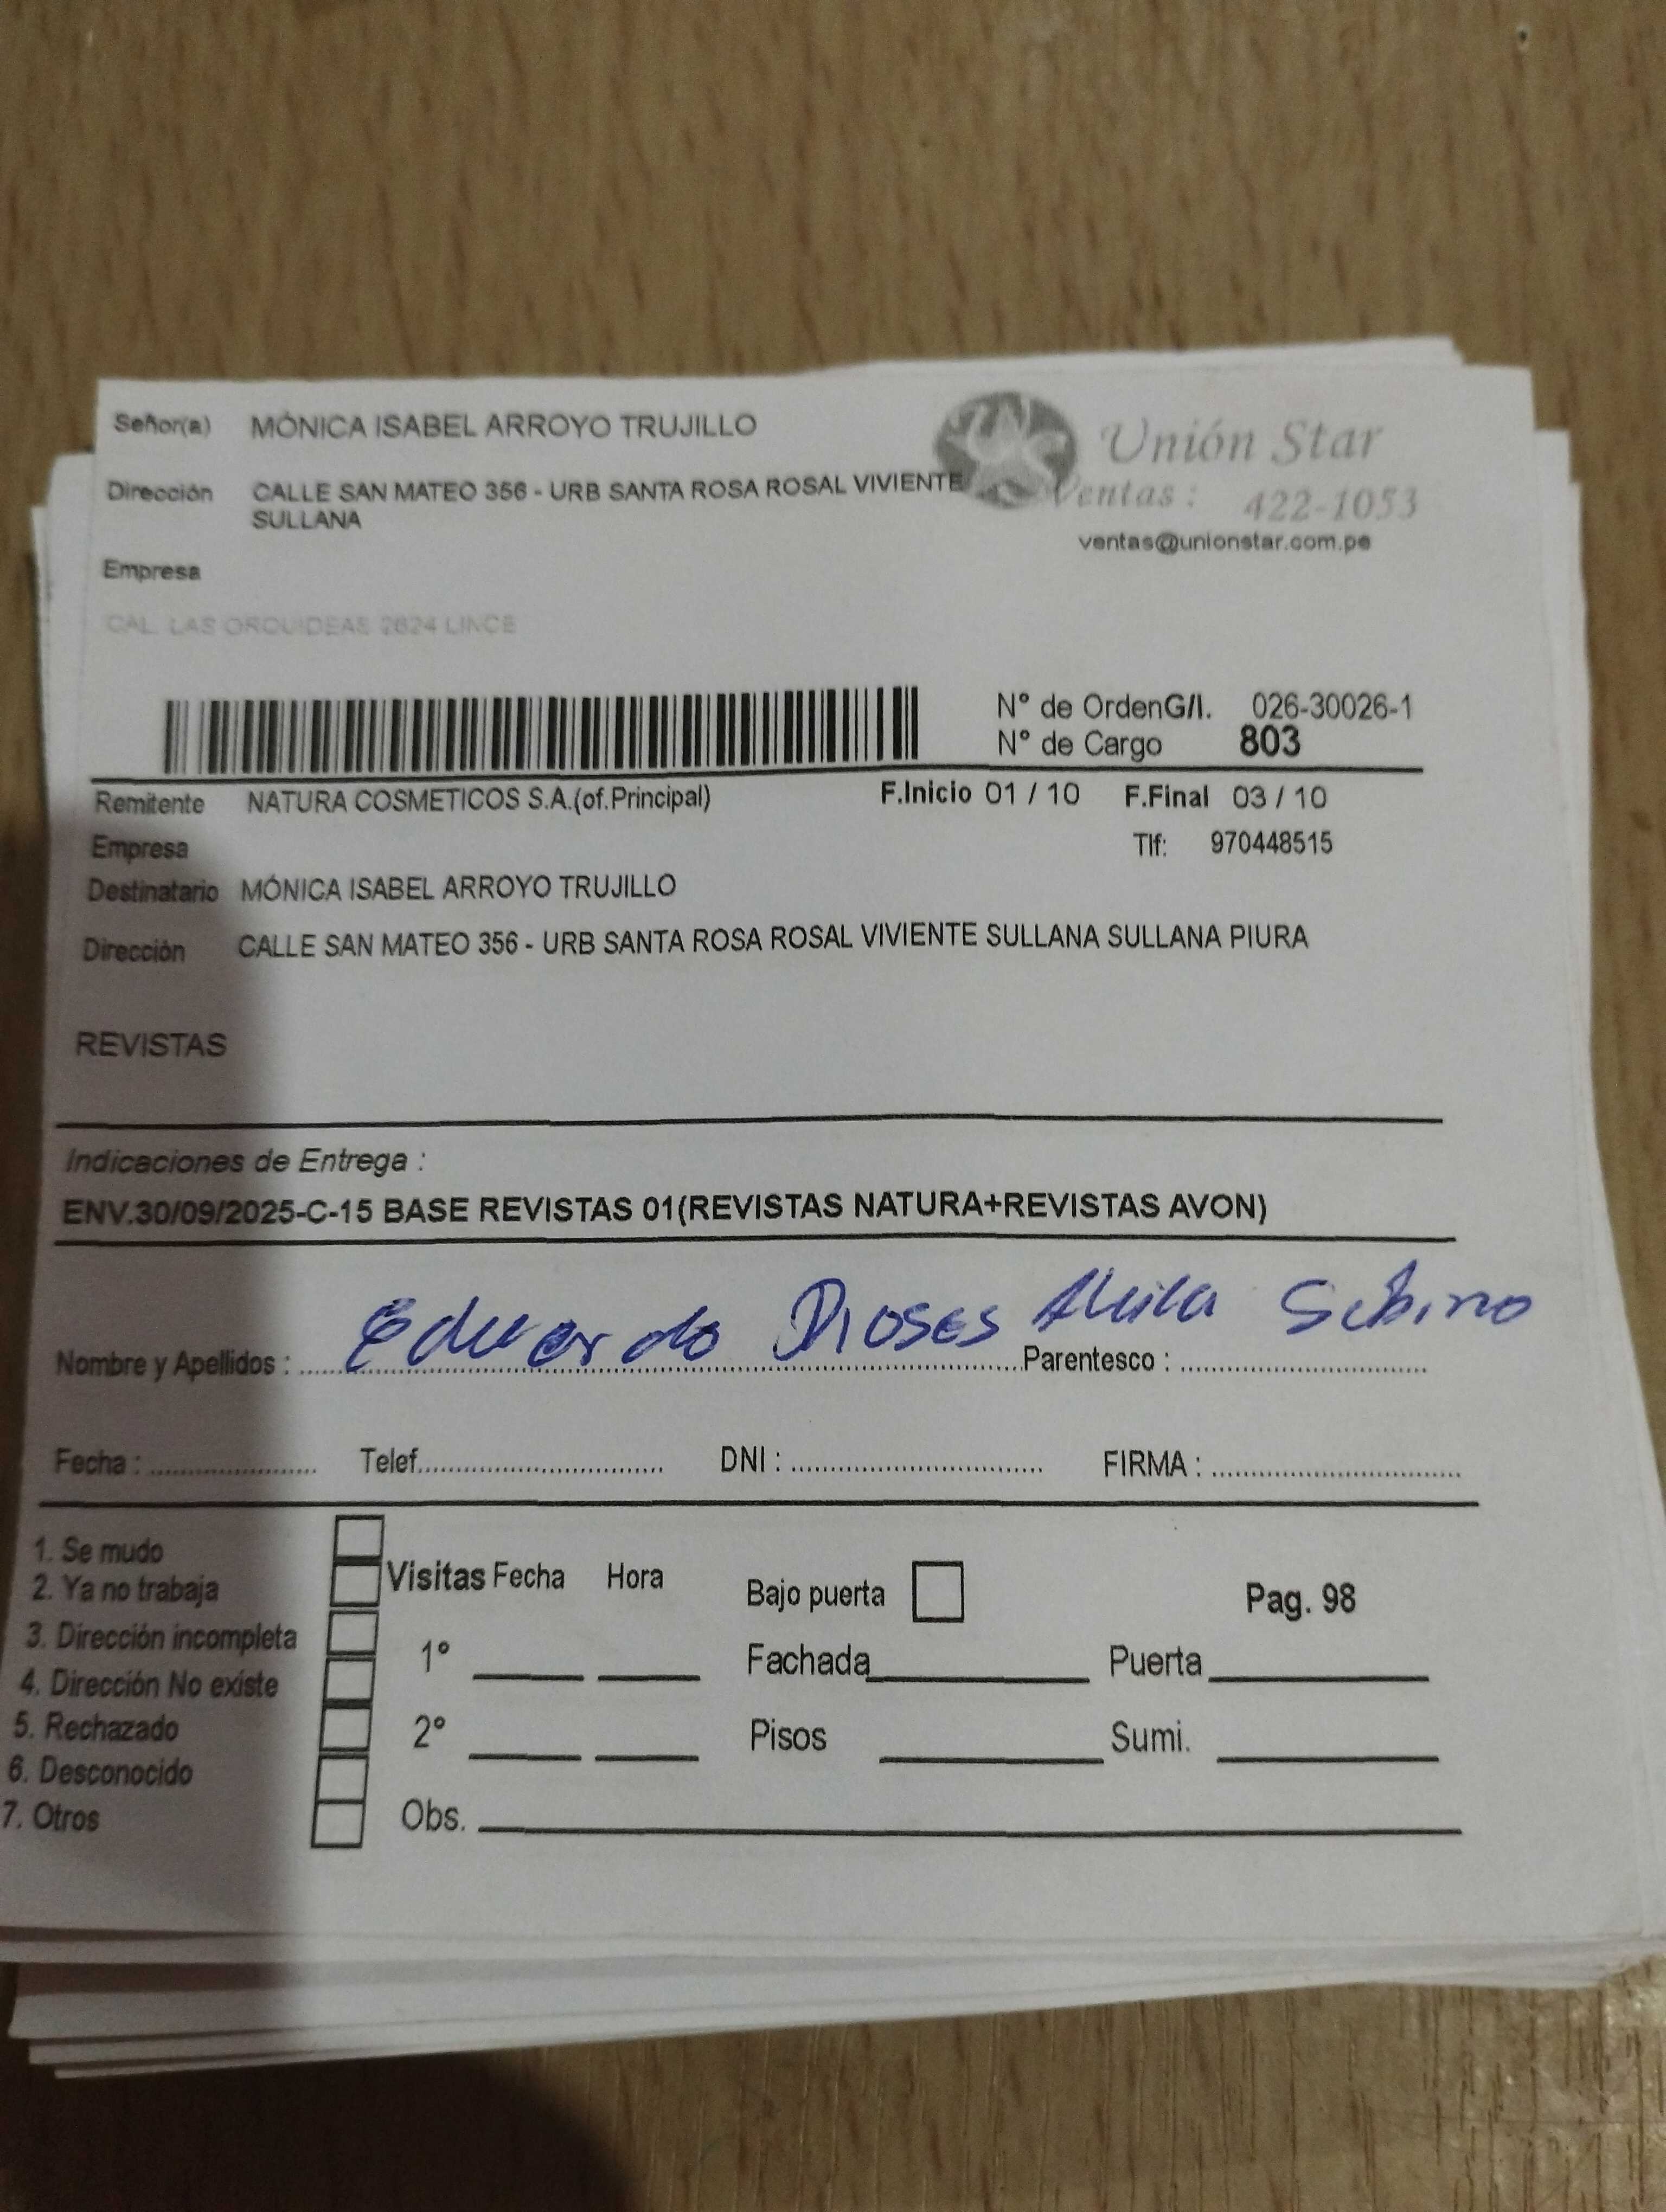 Señor(a) MÓNICA ISABEL ARROYO TRUJILLO
Unión Star
Dirección CALLE SAN MATEO 356 - URB SANTA ROSA ROSAL VIVIENTE
SULLANA
Ventas : 422-1053
ventas@unionstar.com.pe
Empresa
CAL. LAS ORQUIDEAS 2624 LINCE
N° de OrdenG/I. 026-30026-1
N° de Cargo 803
Remitente NATURA COSMETICOS S.A.(of.Principal) F.Inicio 01 / 10 F.Final 03 / 10
Empresa Tlf: 970448515
Destinatario MÓNICA ISABEL ARROYO TRUJILLO
Dirección CALLE SAN MATEO 356 - URB SANTA ROSA ROSAL VIVIENTE SULLANA SULLANA PIURA
REVISTAS
Indicaciones de Entrega :
ENV.30/09/2025-C-15 BASE REVISTAS 01(REVISTAS NATURA+REVISTAS AVON)
Nombre y Apellidos : Eduardo Dioses Parentesco :
Fecha : Telef. DNI : FIRMA :
1. Se mudo
2. Ya no trabaja
3. Dirección incompleta
4. Dirección No existe
5. Rechazado
6. Desconocido
7. Otros
Visitas Fecha Hora
1°
2°
Obs.
Bajo puerta Pag. 98
Fachada Puerta
Pisos Sumi.